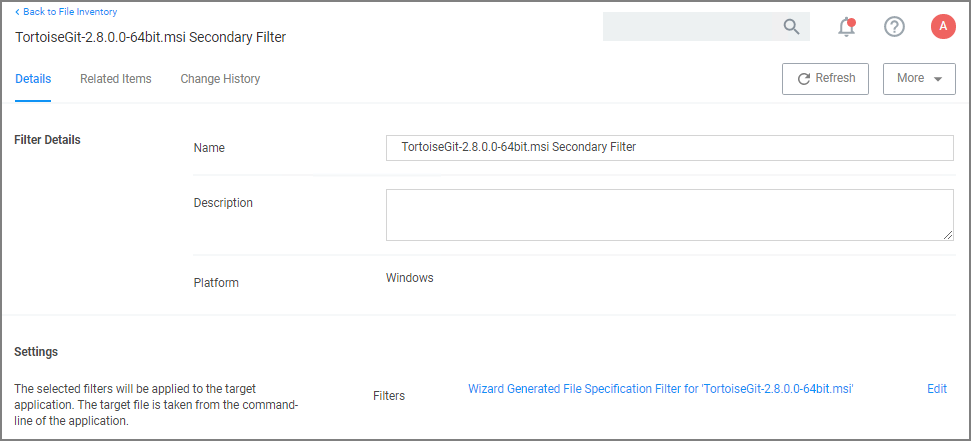 Back to File Inventory
TortoiseGit-2.8.0.0-64bit.msi Secondary Filter
A
Details
Related Items
Change History
Refresh
More
Filter Details
Name
TortoiseGit-2.8.0.0-64bit.msi Secondary Filter
Description
Platform
Windows
Settings
The selected filters will be applied to the target
application. The target file is taken from the command-
line of the application.
Filters
Wizard Generated File Specification Filter for 'TortoiseGit-2.8.0.0-64bit.msi'
Edit